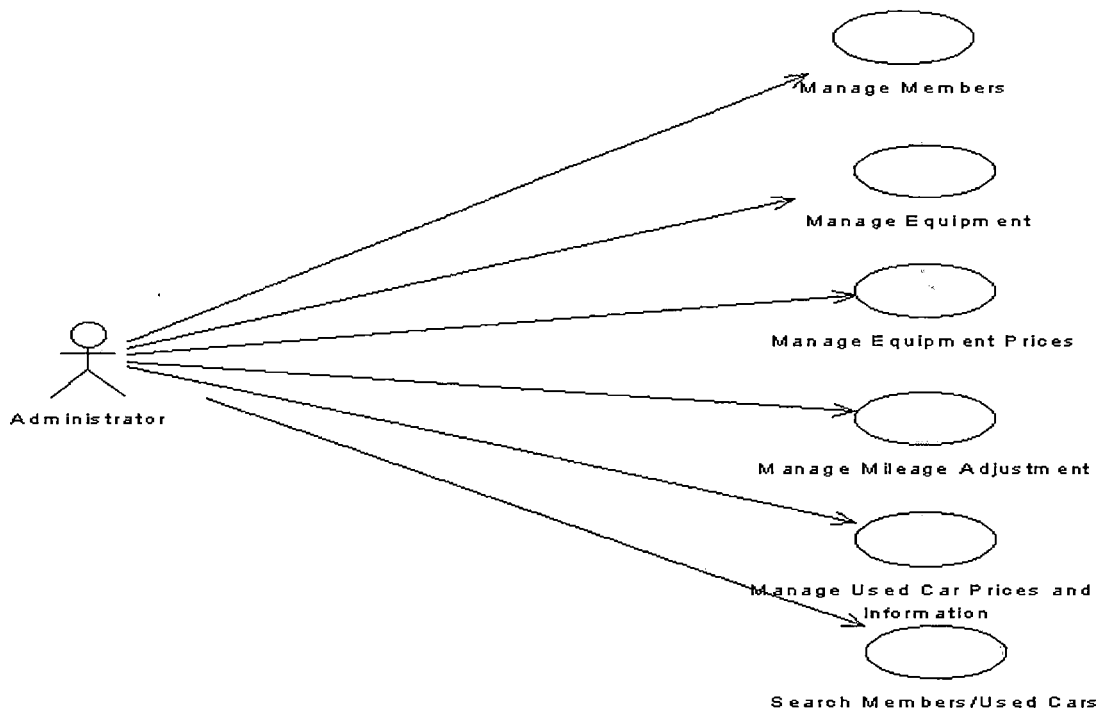 Manage Members
Manage Equipment
Manage Equipment Prices
Administrator
Manage Mileage Adjustment
Manage Used Car Prices and
Information
Search Members/Used Cars